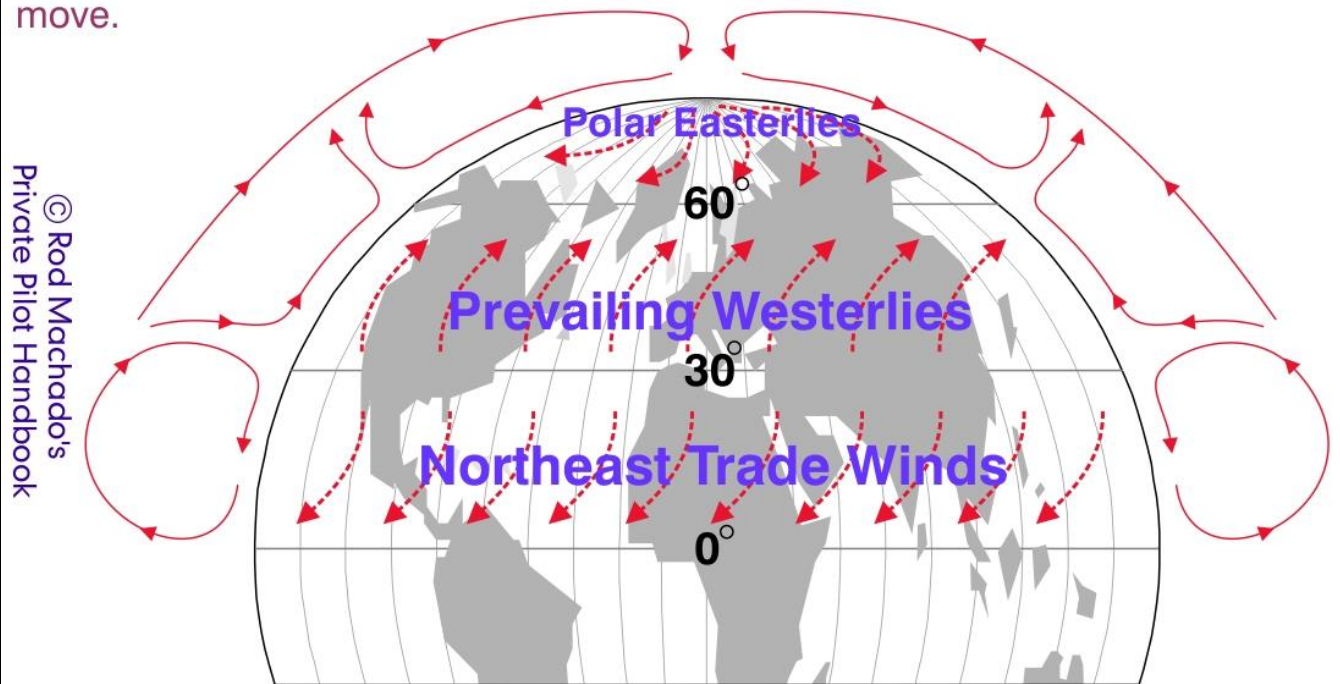 move.
© Rod Machado's
Private Pilot Handbook
Polar Easterlies
60°
Prevailing Westerlies
30°
Northeast Trade Winds
0°